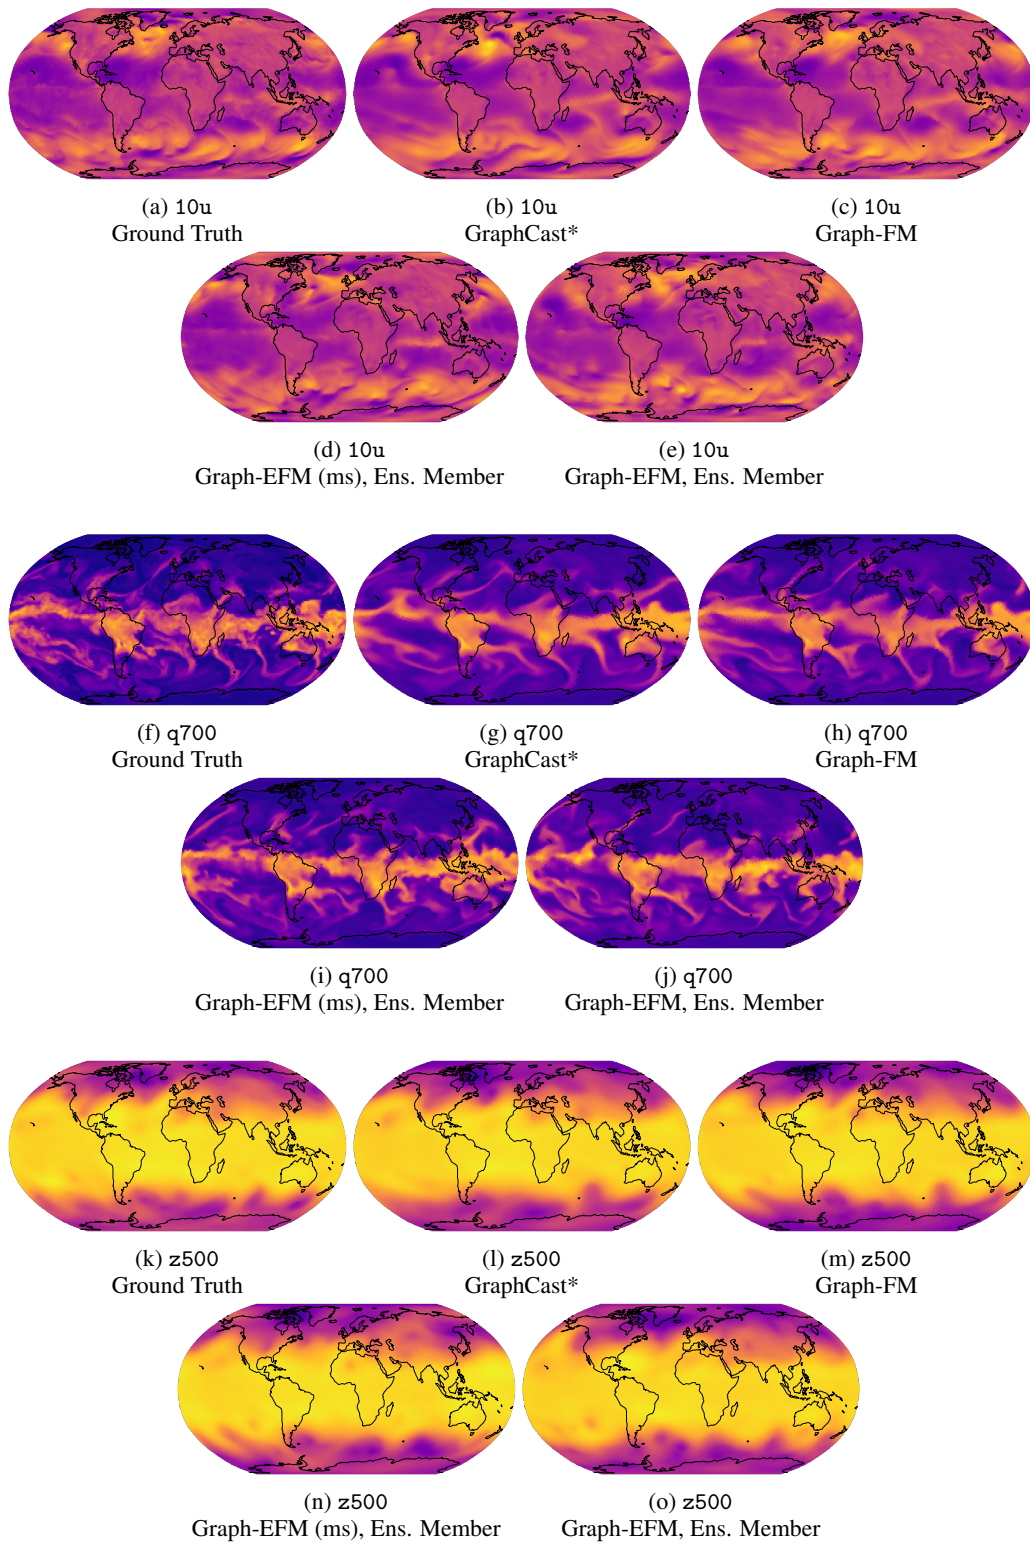 (a) 10u
Ground Truth
(b) 10u
GraphCast*
(c) 10u
Graph-FM
(d) 10u
Graph-EFM (ms), Ens. Member
(e) 10u
Graph-EFM, Ens. Member
(f) q700
Ground Truth
(g) q700
GraphCast*
(h) q700
Graph-FM
(i) q700
Graph-EFM (ms), Ens. Member
(j) q700
Graph-EFM, Ens. Member
(k) z500
Ground Truth
(l) z500
GraphCast*
(m) z500
Graph-FM
(n) z500
Graph-EFM (ms), Ens. Member
(o) z500
Graph-EFM, Ens. Member